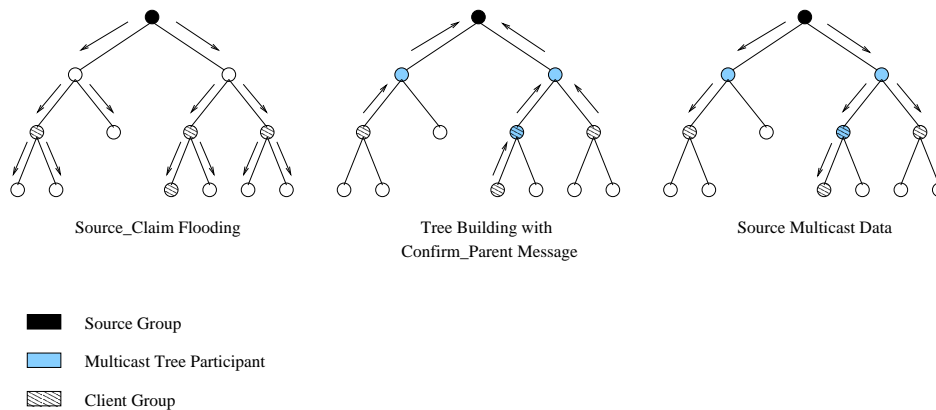 Source_Claim Flooding
Tree Building with
Confirm_Parent Message
Source Multicast Data
Source Group
Multicast Tree Participant
Client Group